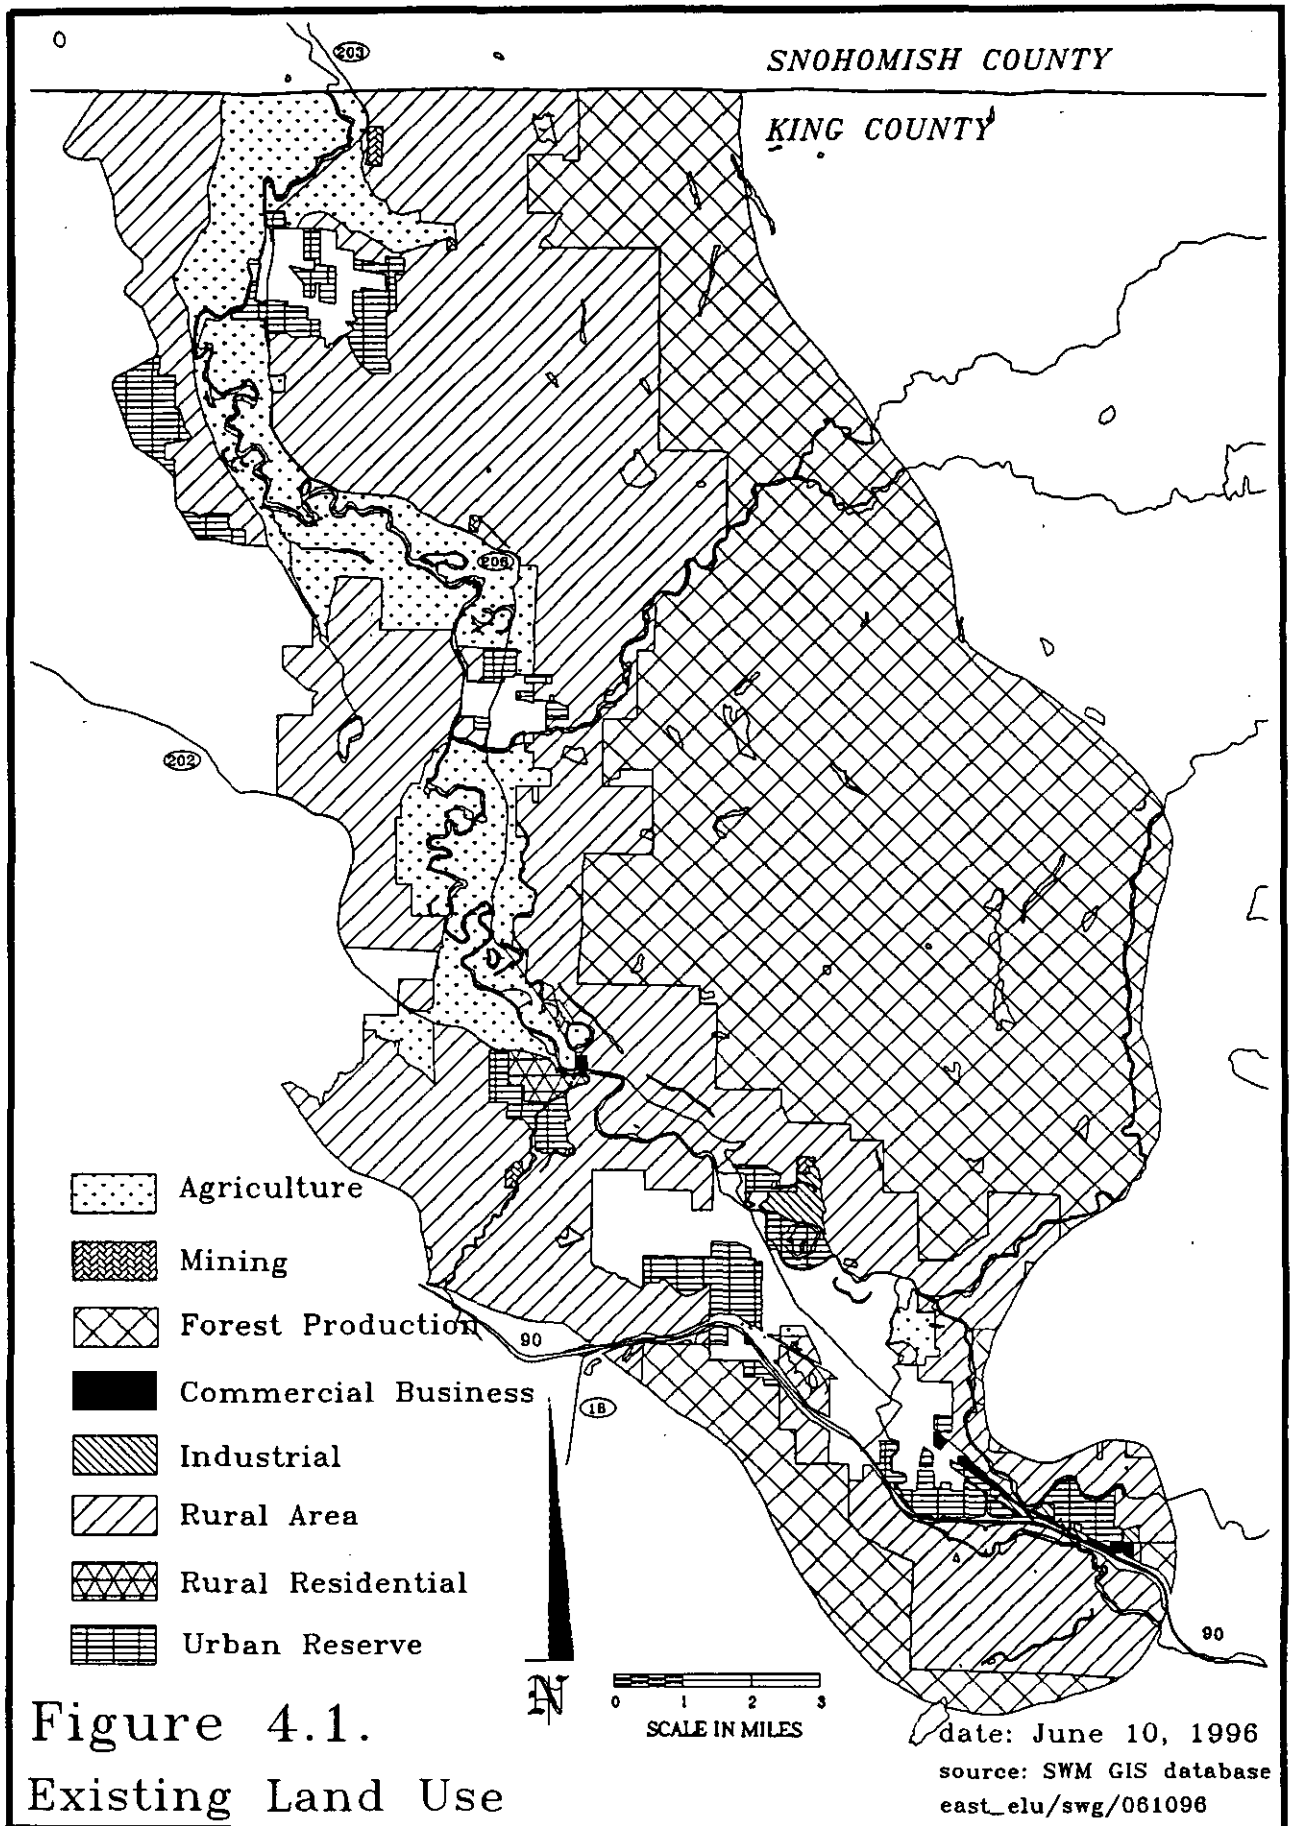 203
SNOHOMISH COUNTY
KING COUNTY
202
Agriculture
Mining
Forest Production
90
Commercial Business
18
Industrial
Rural Area
Rural Residential
Urban Reserve
90
N
0 1 2 3
SCALE IN MILES
Figure 4.1.
Existing Land Use
date: June 10, 1996
source: SWM GIS database
east_elu/swg/061096